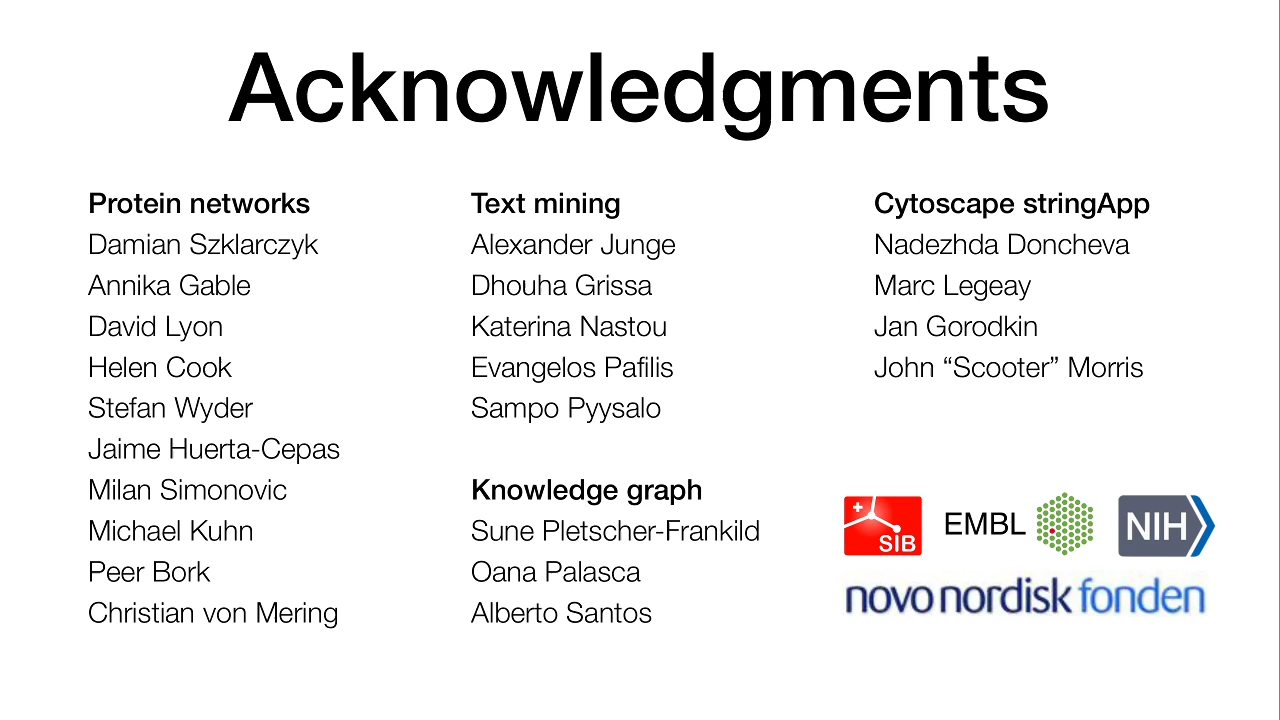 Acknowledgments
Protein networks
Damian Szklarczyk
Annika Gable
David Lyon
Helen Cook
Stefan Wyder
Jaime Huerta-Cepas
Milan Simonovic
Michael Kuhn
Peer Bork
Christian von Mering
Text mining
Alexander Junge
Dhouha Grissa
Katerina Nastou
Evangelos Pafilis
Sampo Pyysalo
Knowledge graph
Sune Pletscher-Frankild
Oana Palasca
Alberto Santos
Cytoscape stringApp
Nadezhda Doncheva
Marc Legeay
Jan Gorodkin
John “Scooter” Morris
SIB
EMBL
NIH
novo nordisk fonden